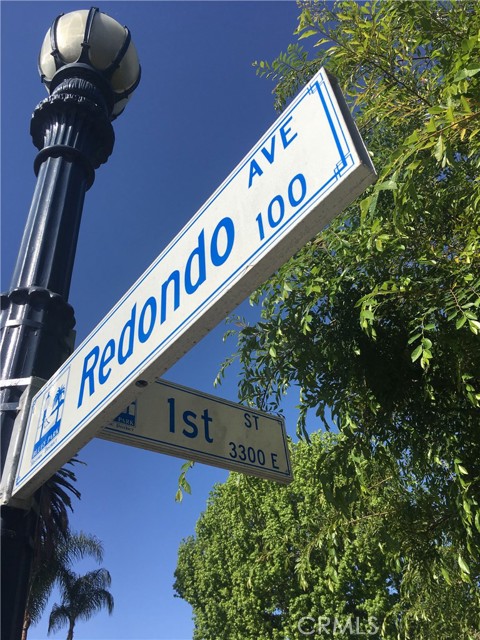 Redondo AVE
100
1st ST
3300 E
CRMLS